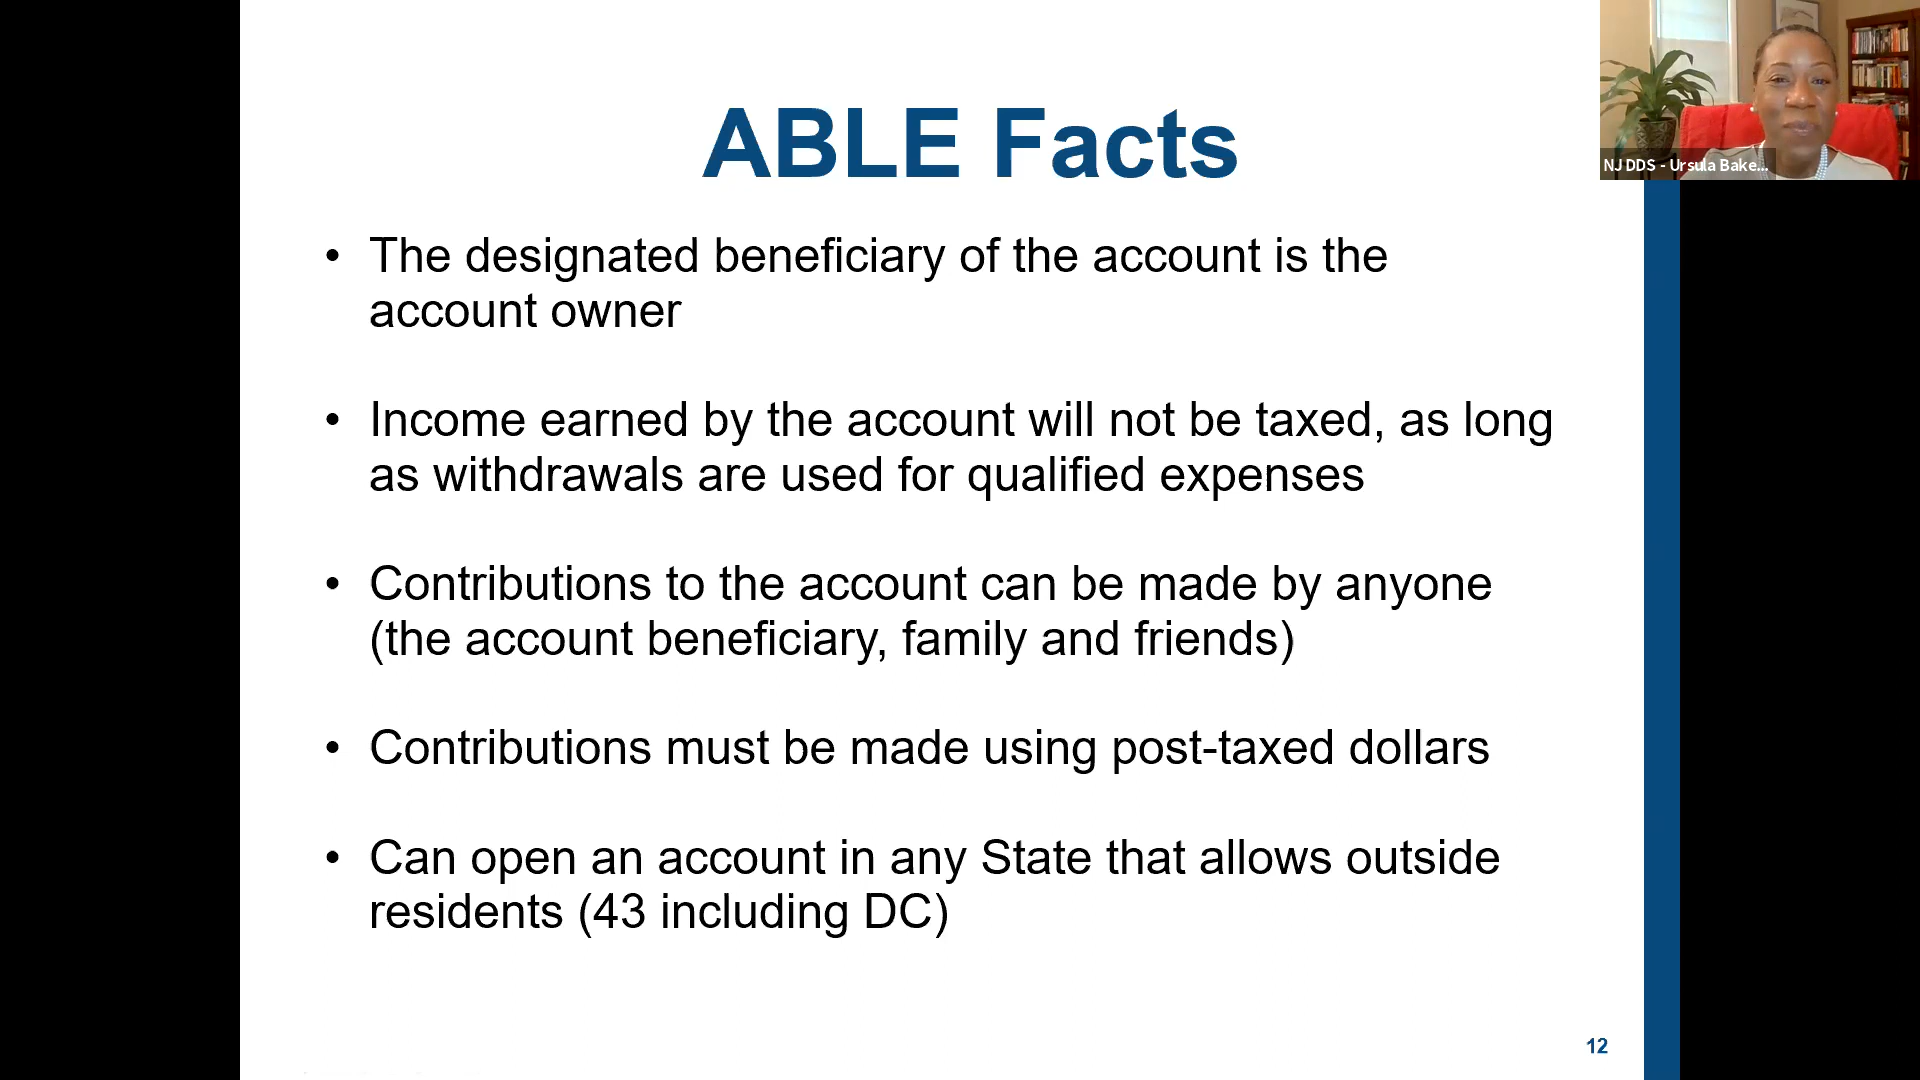 ABLE Facts
NJ DDS - Ursula Bake...
• The designated beneficiary of the account is the
account owner
• Income earned by the account will not be taxed, as long
as withdrawals are used for qualified expenses
• Contributions to the account can be made by anyone
(the account beneficiary, family and friends)
• Contributions must be made using post-taxed dollars
• Can open an account in any State that allows outside
residents (43 including DC)
12